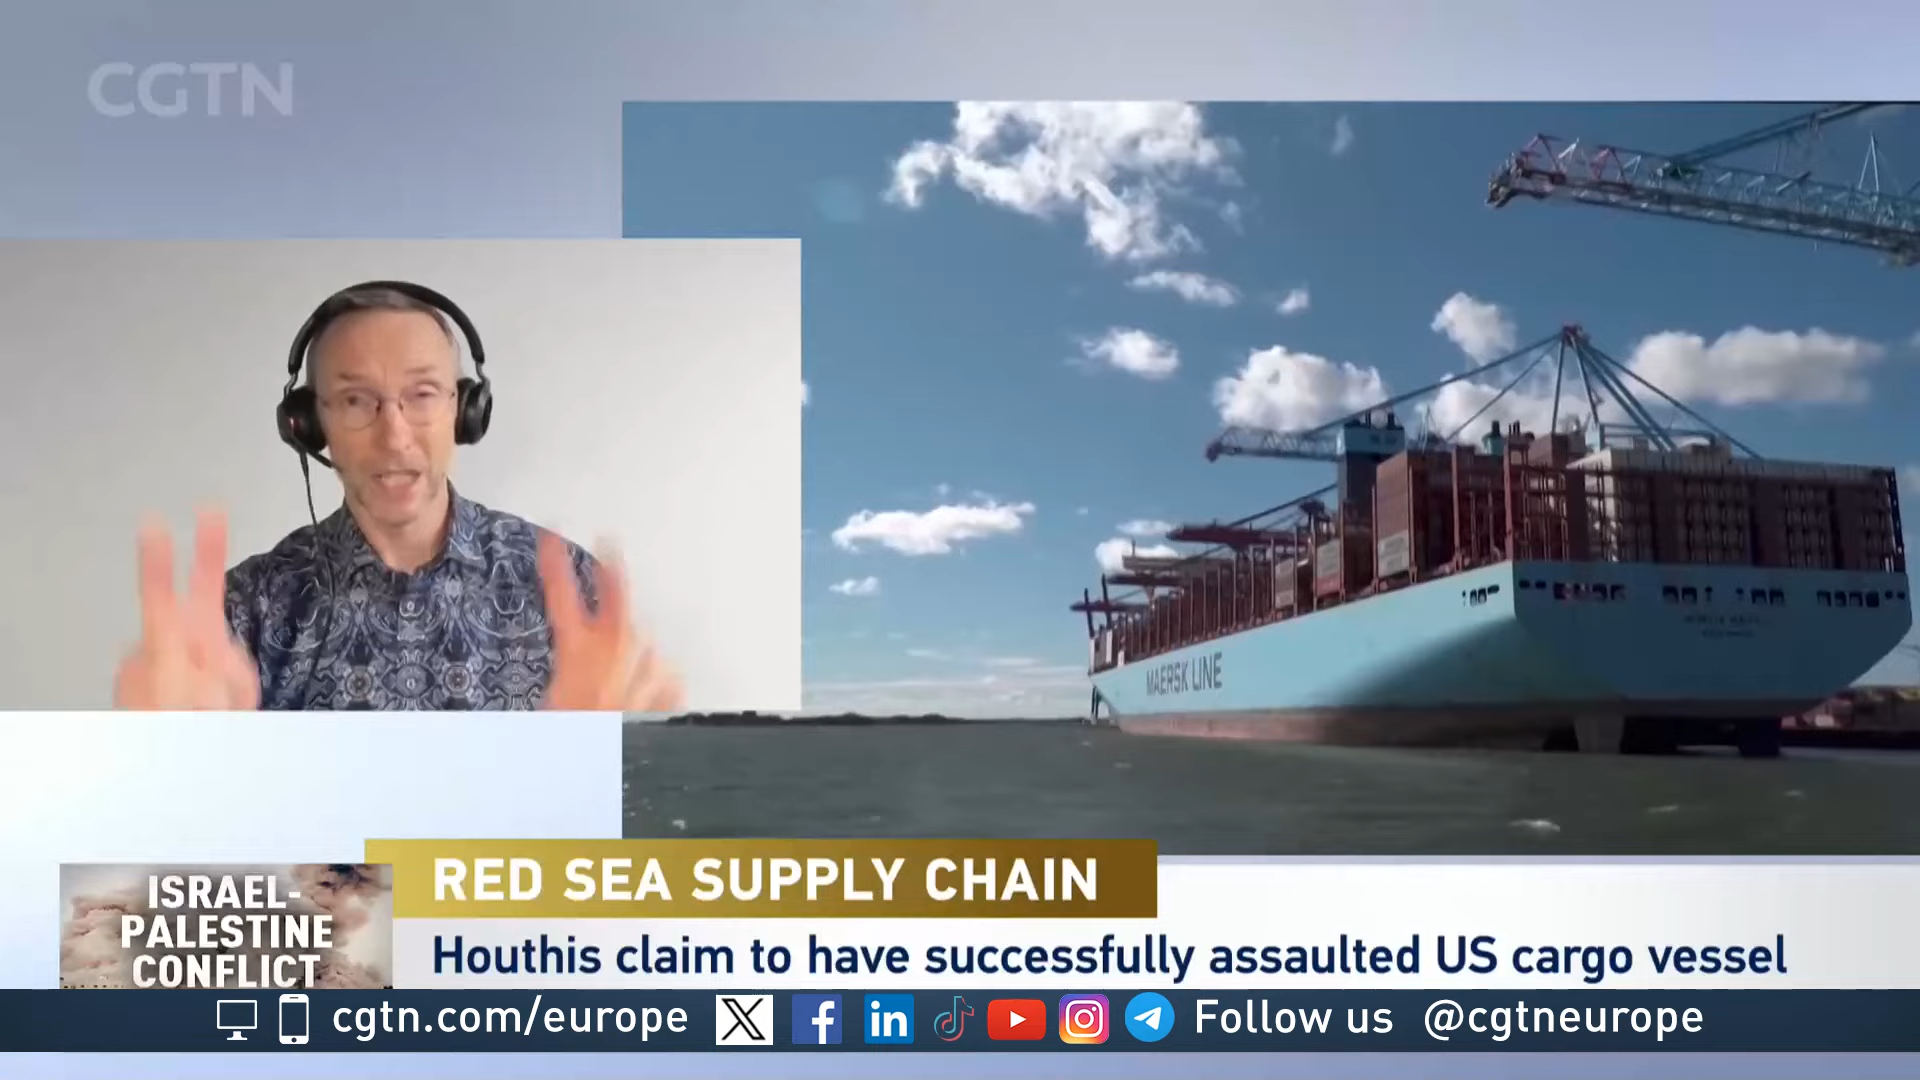 CGTN
MAERSK LINE
RED SEA SUPPLY CHAIN
ISRAEL-
PALESTINE
CONFLICT
Houthis claim to have successfully assaulted US cargo vessel
cgtn.com/europe
Follow us @cgtneurope